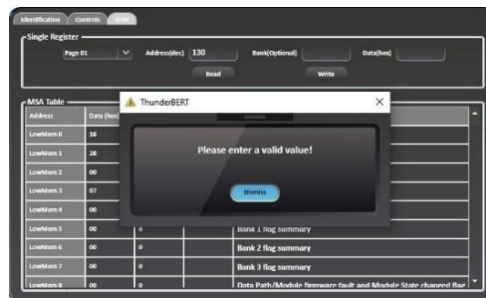 Identification Controls R/W
Single Register
Page 01 Address(dec) 130 Bank(Optional) Data(hex)
Read Write
MSA Table
ThunderBERT
Please enter a valid value!
Dismiss
Address Data (hex)
LowMem 0 18
LowMem 1 28
LowMem 2 00
LowMem 3 07
LowMem 4 00
LowMem 5 00 0 Bank 1 flag summary
LowMem 6 00 0 Bank 2 flag summary
LowMem 7 00 0 Bank 3 flag summary
LowMem 8 00 0 Data Path/Module firmware fault and Module State changed flag